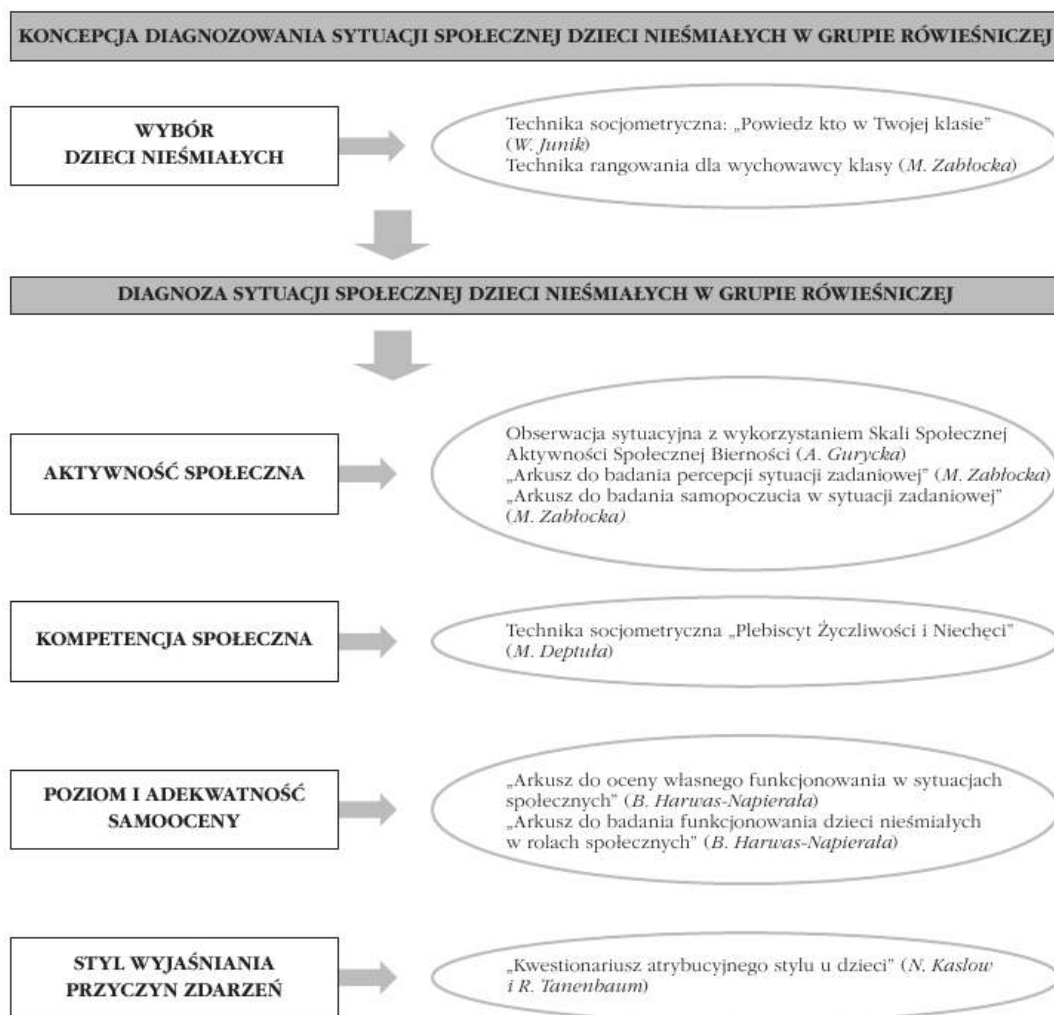 KONCEPCJA DIAGNOZOWANIA SYTUACJI SPOŁECZNEJ DZIECI NIEŚMIAŁYCH W GRUPIE RÓWIEŚNICZEJ
WYBÓR
DZIECI NIEŚMIAŁYCH
Technika socjometryczna: „Powiedz kto w Twojej klasie”
(W. Junik)
Technika rangowania dla wychowawcy klasy (M. Zabłocka)
DIAGNOZA SYTUACJI SPOŁECZNEJ DZIECI NIEŚMIAŁYCH W GRUPIE RÓWIEŚNICZEJ
AKTYWNOŚĆ SPOŁECZNA
Obserwacja sytuacyjna z wykorzystaniem Skali Społecznej
Aktywności Społecznej Bierności (A. Gurycka)
„Arkusz do badania percepcji sytuacji zadaniowej” (M. Zabłocka)
„Arkusz do badania samopoczucia w sytuacji zadaniowej”
(M. Zabłocka)
KOMPETENCJA SPOŁECZNA
Technika socjometryczna „Plebiscyt Życzliwości i Niechęci”
(M. Deptuła)
POZIOM I ADEKWATNOŚĆ
SAMOOCENY
„Arkusz do oceny własnego funkcjonowania w sytuacjach
społecznych” (B. Harwas-Napierała)
„Arkusz do badania funkcjonowania dzieci nieśmiałych
w rolach społecznych” (B. Harwas-Napierała)
STYL WYJAŚNIANIA
PRZYCZYN ZDARZEŃ
„Kwestionariusz atrybucyjnego stylu u dzieci” (N. Kaslow
i R. Tanenbaum)